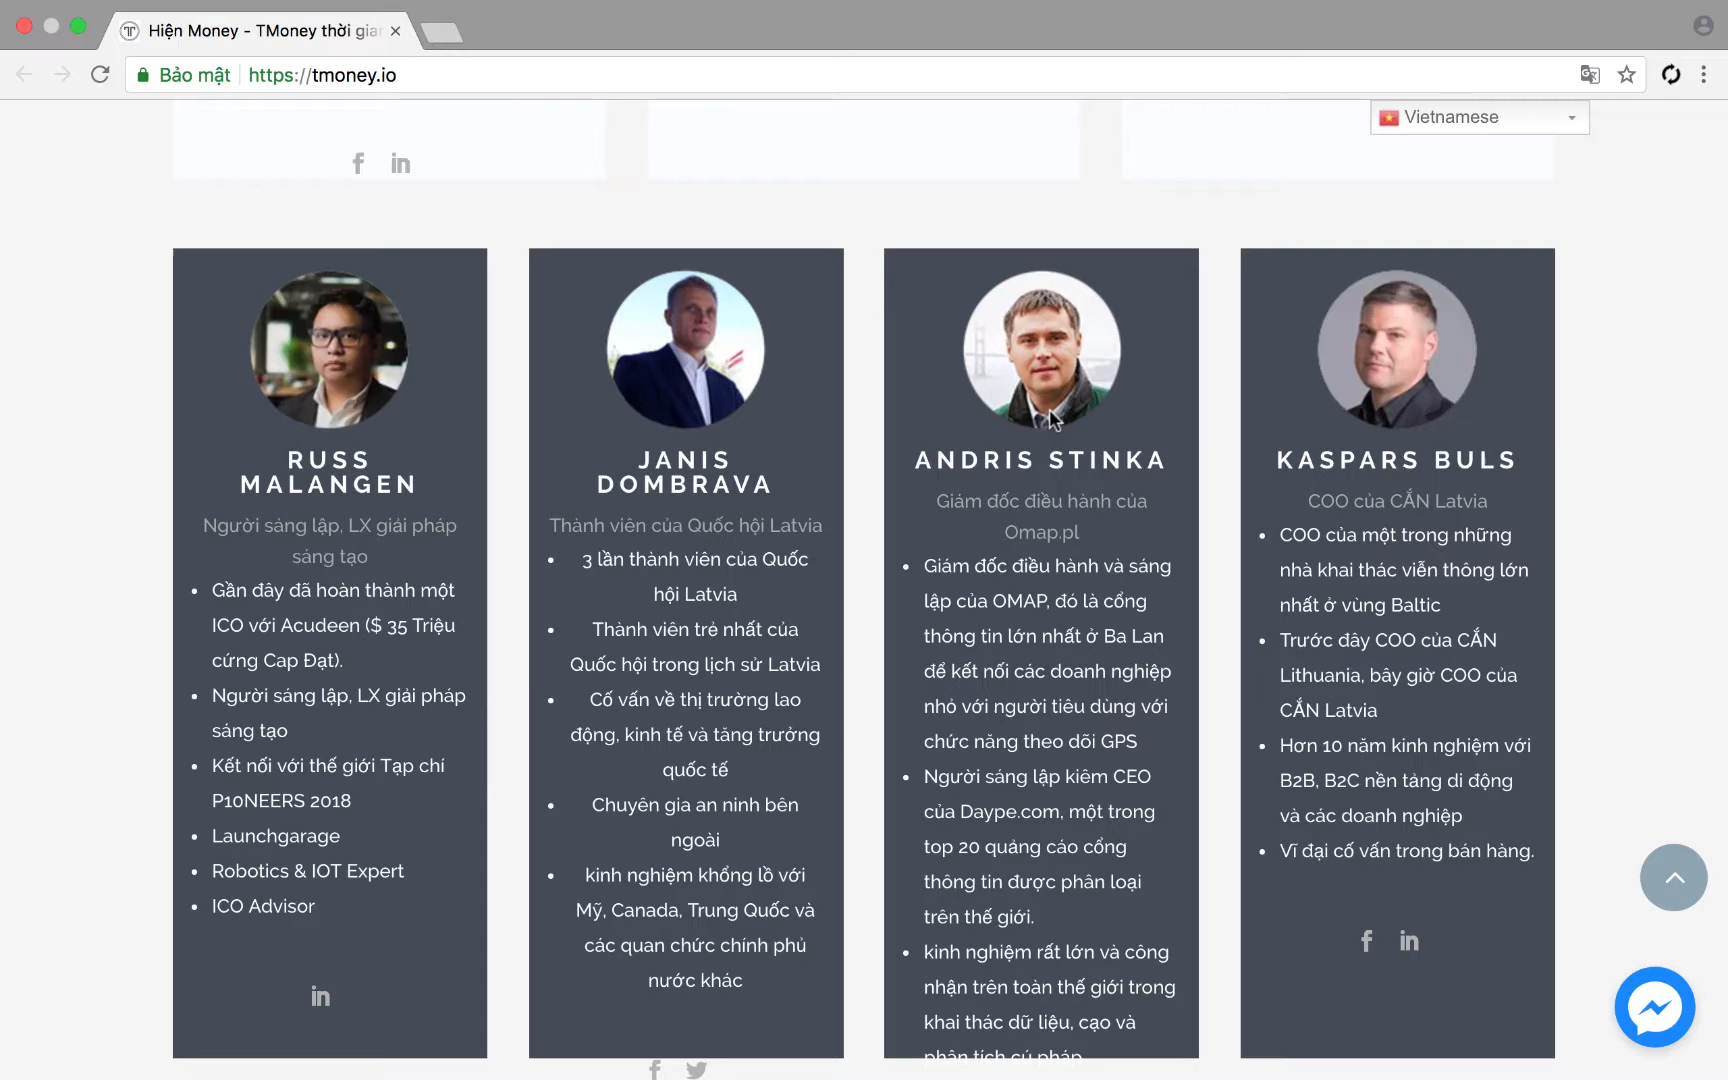 Hiện Money - TMoney thời gian
Bảo mật
https://tmoney.io
Vietnamese
RUSS
MALANGEN
Người sáng lập, LX giải pháp
sáng tạo
Gần đây đã hoàn thành một
ICO với Acudeen ($ 35 Triệu
cứng Cap Đạt).
Người sáng lập, LX giải pháp
sáng tạo
Kết nối với thế giới Tạp chí
P10NEERS 2018
Launchgarage
Robotics & IOT Expert
ICO Advisor
JANIS
DOMBRAVA
Thành viên của Quốc hội Latvia
3 lần thành viên của Quốc
hội Latvia
Thành viên trẻ nhất của
Quốc hội trong lịch sử Latvia
Cố vấn về thị trường lao
động, kinh tế và tăng trưởng
quốc tế
Chuyên gia an ninh bên
ngoài
kinh nghiệm khổng lồ với
Mỹ, Canada, Trung Quốc và
các quan chức chính phủ
nước khác
ANDRIS STINKA
Giám đốc điều hành của
Omap.pl
Giám đốc điều hành và sáng
lập của OMAP, đó là cổng
thông tin lớn nhất ở Ba Lan
để kết nối các doanh nghiệp
nhỏ với người tiêu dùng với
chức năng theo dõi GPS
Người sáng lập kiêm CEO
của Daype.com, một trong
top 20 quảng cáo cổng
thông tin được phân loại
trên thế giới.
kinh nghiệm rất lớn và công
nhận trên toàn thế giới trong
khai thác dữ liệu, cạo và
phân tích cú pháp
KASPARS BULS
COO của CẮN Latvia
COO của một trong những
nhà khai thác viễn thông lớn
nhất ở vùng Baltic
Trước đây COO của CẮN
Lithuania, bây giờ COO của
CẮN Latvia
Hơn 10 năm kinh nghiệm với
B2B, B2C nền tảng di động
và các doanh nghiệp
Vĩ đại cố vấn trong bán hàng.